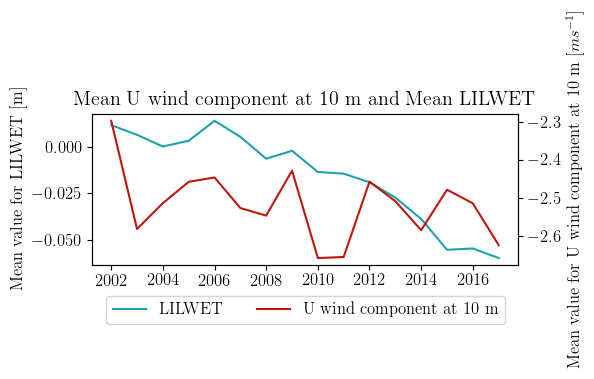 Mean U wind component at 10 m and Mean LILWET
Mean value for LILWET [m]
0.000
−0.025
−0.050
−2.3
−2.4
−2.5
−2.6
Mean value for U wind component at 10 m [ms⁻¹]
2002 2004 2006 2008 2010 2012 2014 2016
LILWET U wind component at 10 m